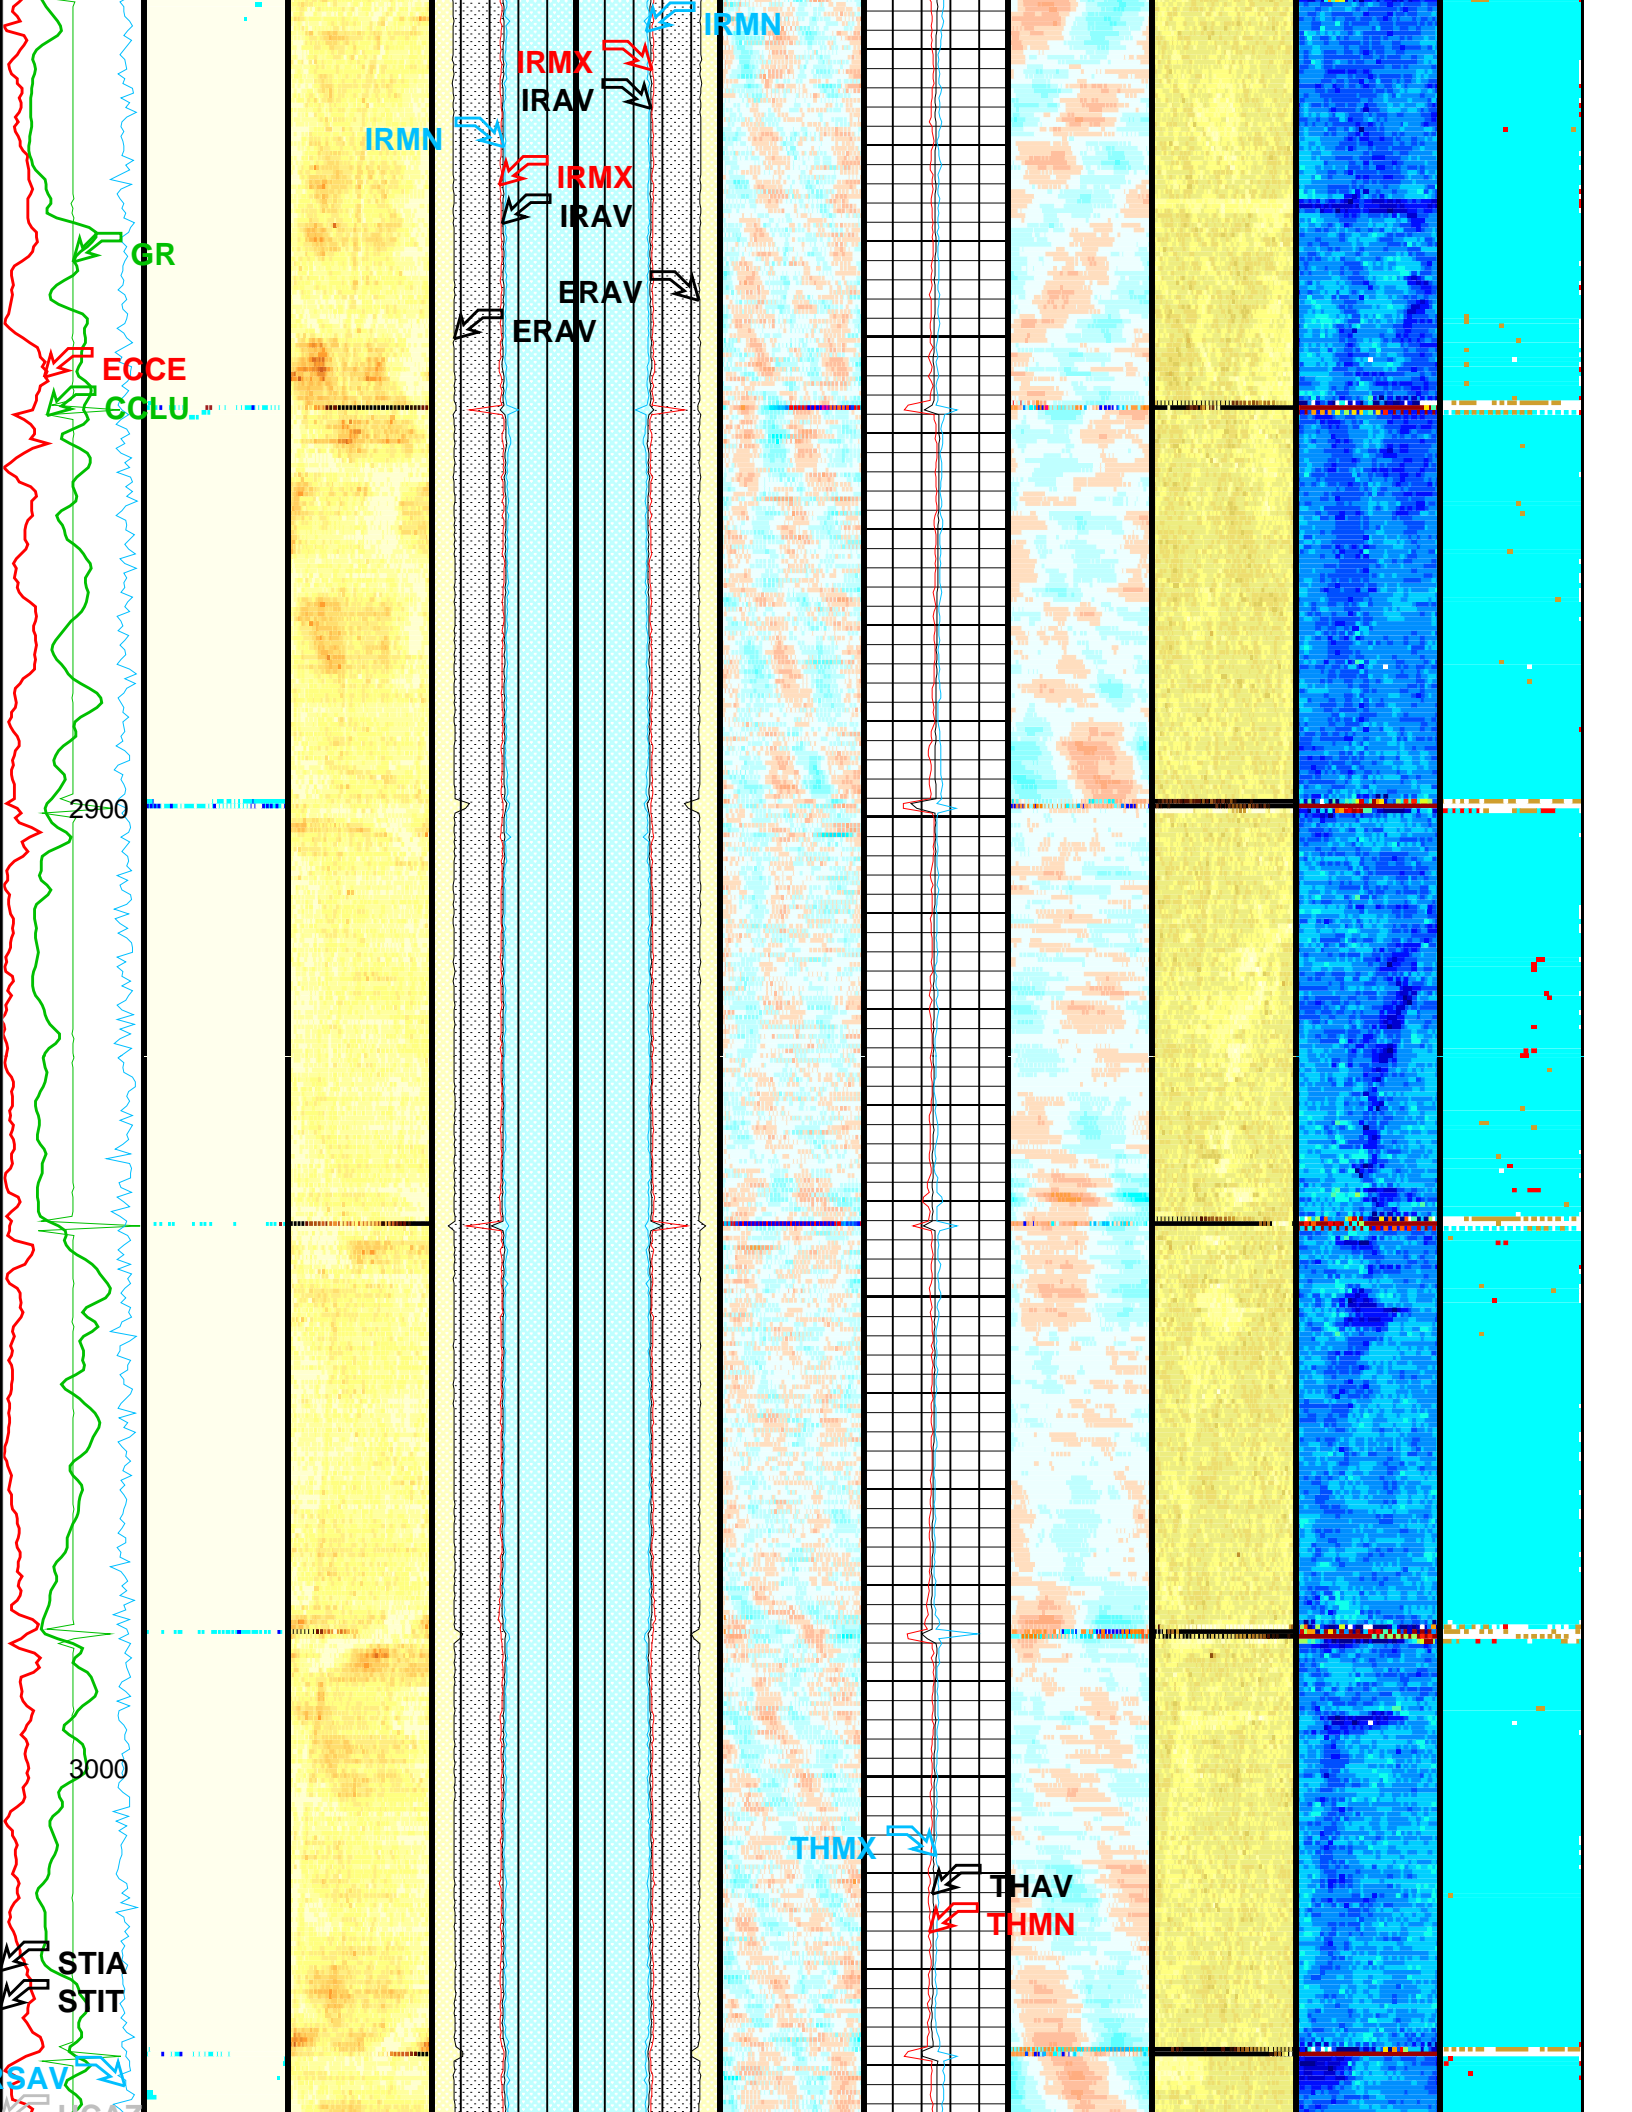 IRMN
IRMX
IRAV
IRMN
IRMX
IRAV
GR
ERAV
ERAV
ECCE
CCLU
2900
3000
THMX
THAV
THMN
STIA
STIT
SAV